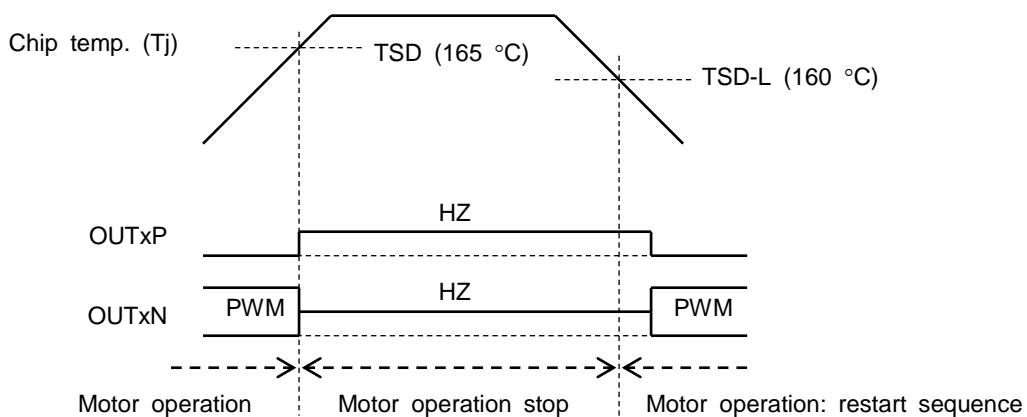 Chip temp. (Tj)
TSD (165 °C)
TSD-L (160 °C)
HZ
OUTxP
HZ
PWM
PWM
OUTxN
Motor operation
Motor operation stop
Motor operation: restart sequence